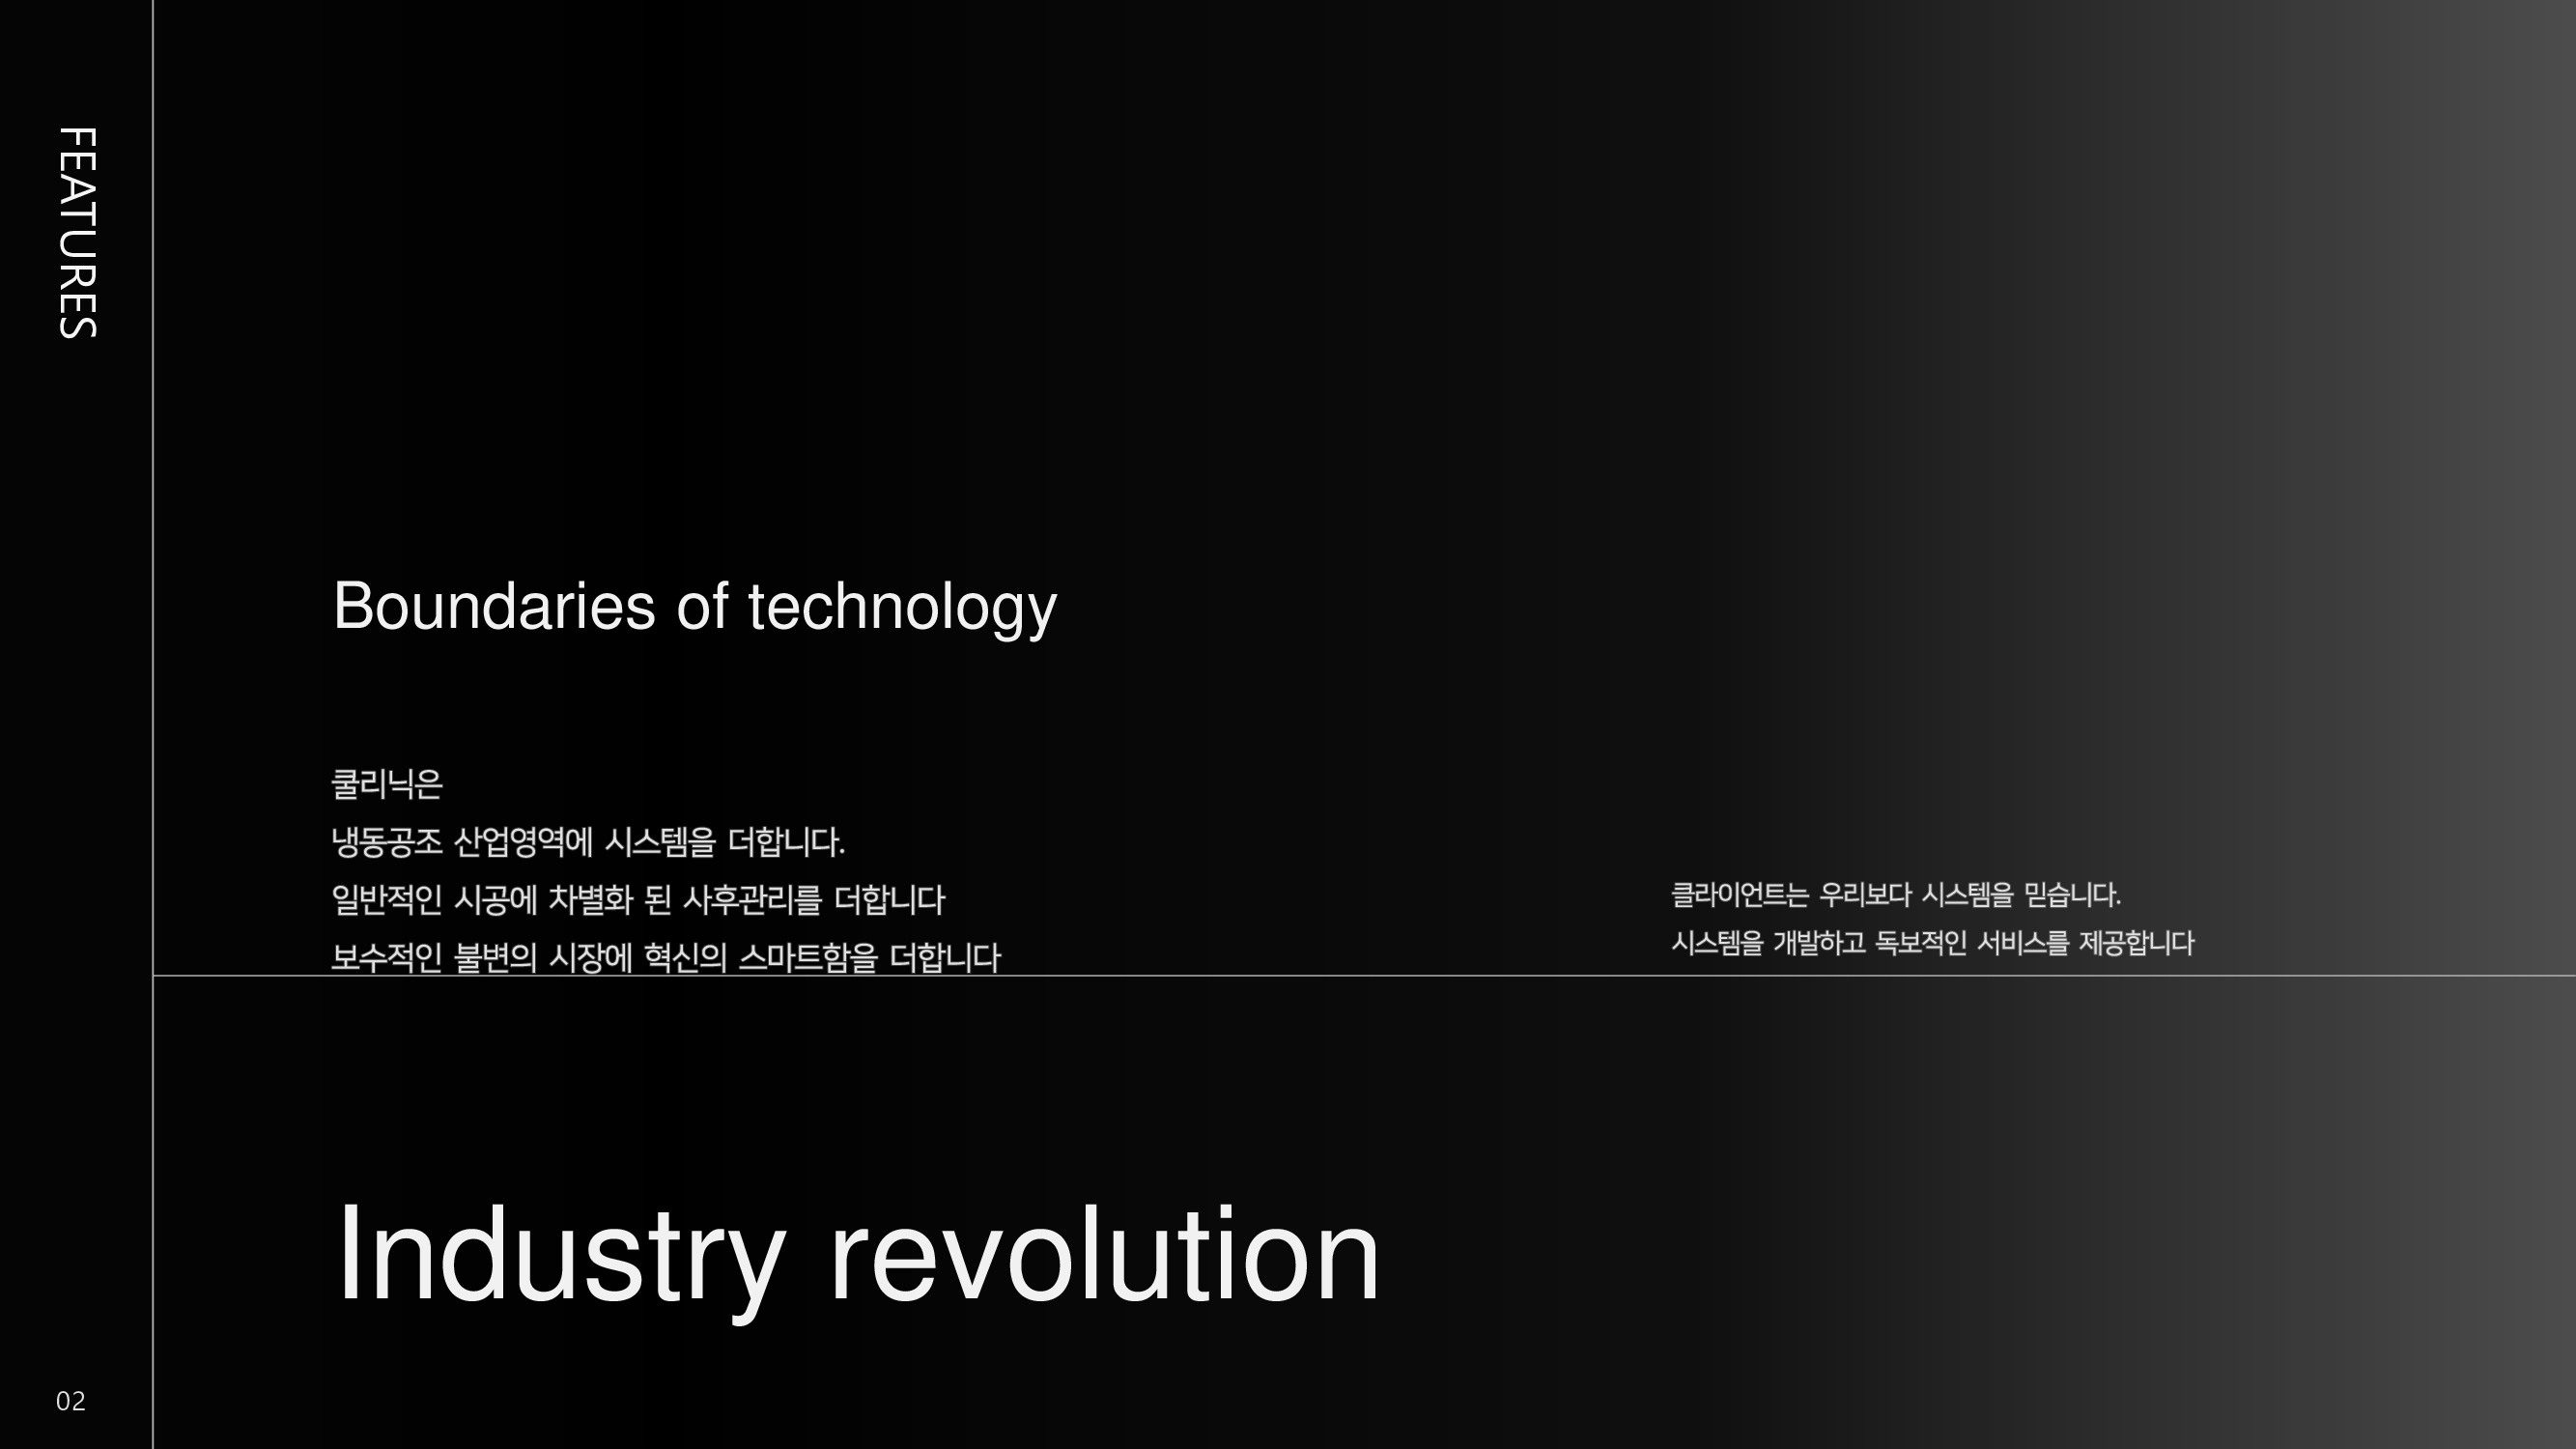 FEATURES
Boundaries of technology
쿨리닉은
냉동공조 산업영역에 시스템을 더합니다.
일반적인 시공에 차별화 된 사후관리를 더합니다
보수적인 불변의 시장에 혁신의 스마트함을 더합니다
클라이언트는 우리보다 시스템을 믿습니다.
시스템을 개발하고 독보적인 서비스를 제공합니다
Industry revolution
02